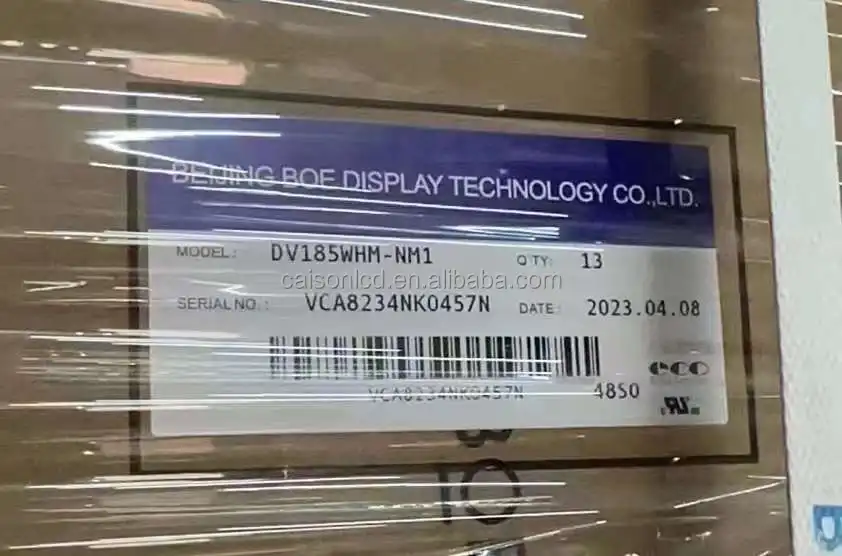 BEIJING BOE DISPLAY TECHNOLOGY CO.,LTD.
MODEL: DV185WHM-NM1 Q'TY: 13
caisonlcd.en.alibaba.com
SERIAL NO.: VCA8234NK0457N DATE: 2023.04.08
VCA8234NK0457N 4850
eco